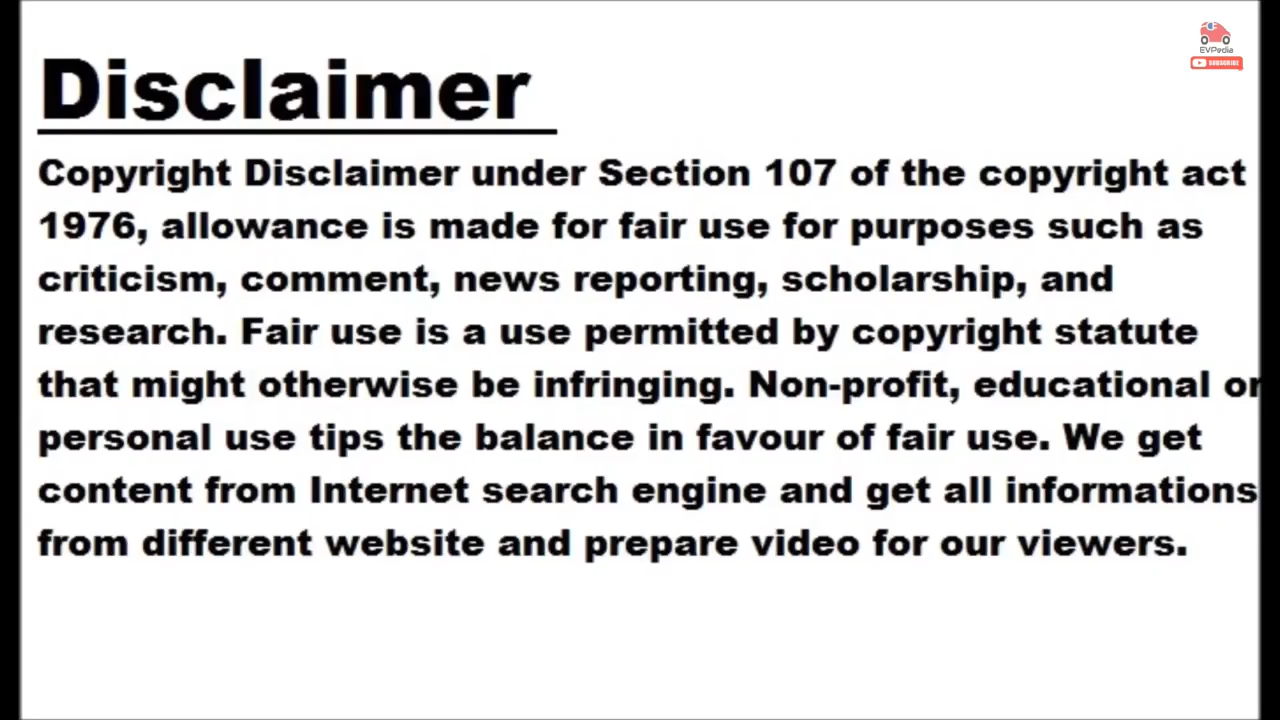 EVPedia
SUBSCRIBE
Disclaimer
Copyright Disclaimer under Section 107 of the copyright act
1976, allowance is made for fair use for purposes such as
criticism, comment, news reporting, scholarship, and
research. Fair use is a use permitted by copyright statute
that might otherwise be infringing. Non-profit, educational or
personal use tips the balance in favour of fair use. We get
content from Internet search engine and get all informations
from different website and prepare video for our viewers.